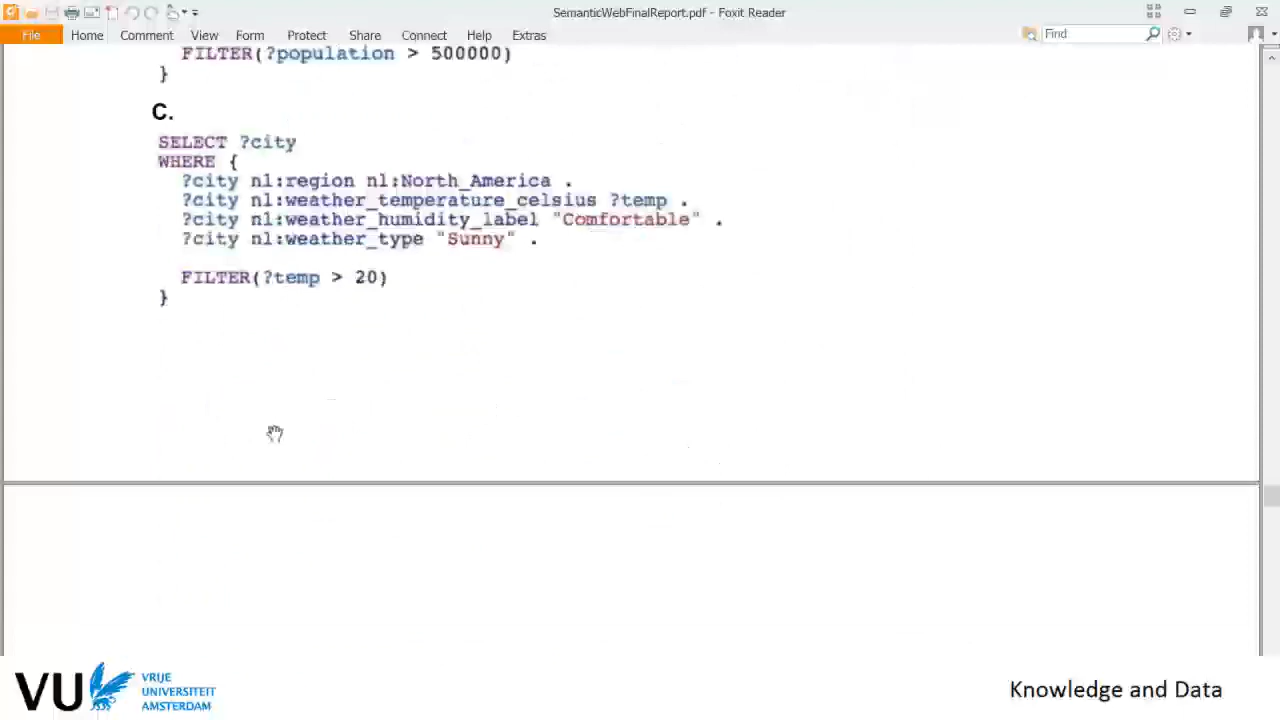 SemanticWebFinalReport.pdf - Foxit Reader
File Home Comment View Form Protect Share Connect Help Extras Find
FILTER(?population > 500000)
}
C.
SELECT ?city
WHERE {
?city nl:region nl:North_America .
?city nl:weather_temperature_celsius ?temp .
?city nl:weather_humidity_label "Comfortable" .
?city nl:weather_type "Sunny" .
FILTER(?temp > 20)
}
VU VRIJE
UNIVERSITEIT
AMSTERDAM
Knowledge and Data